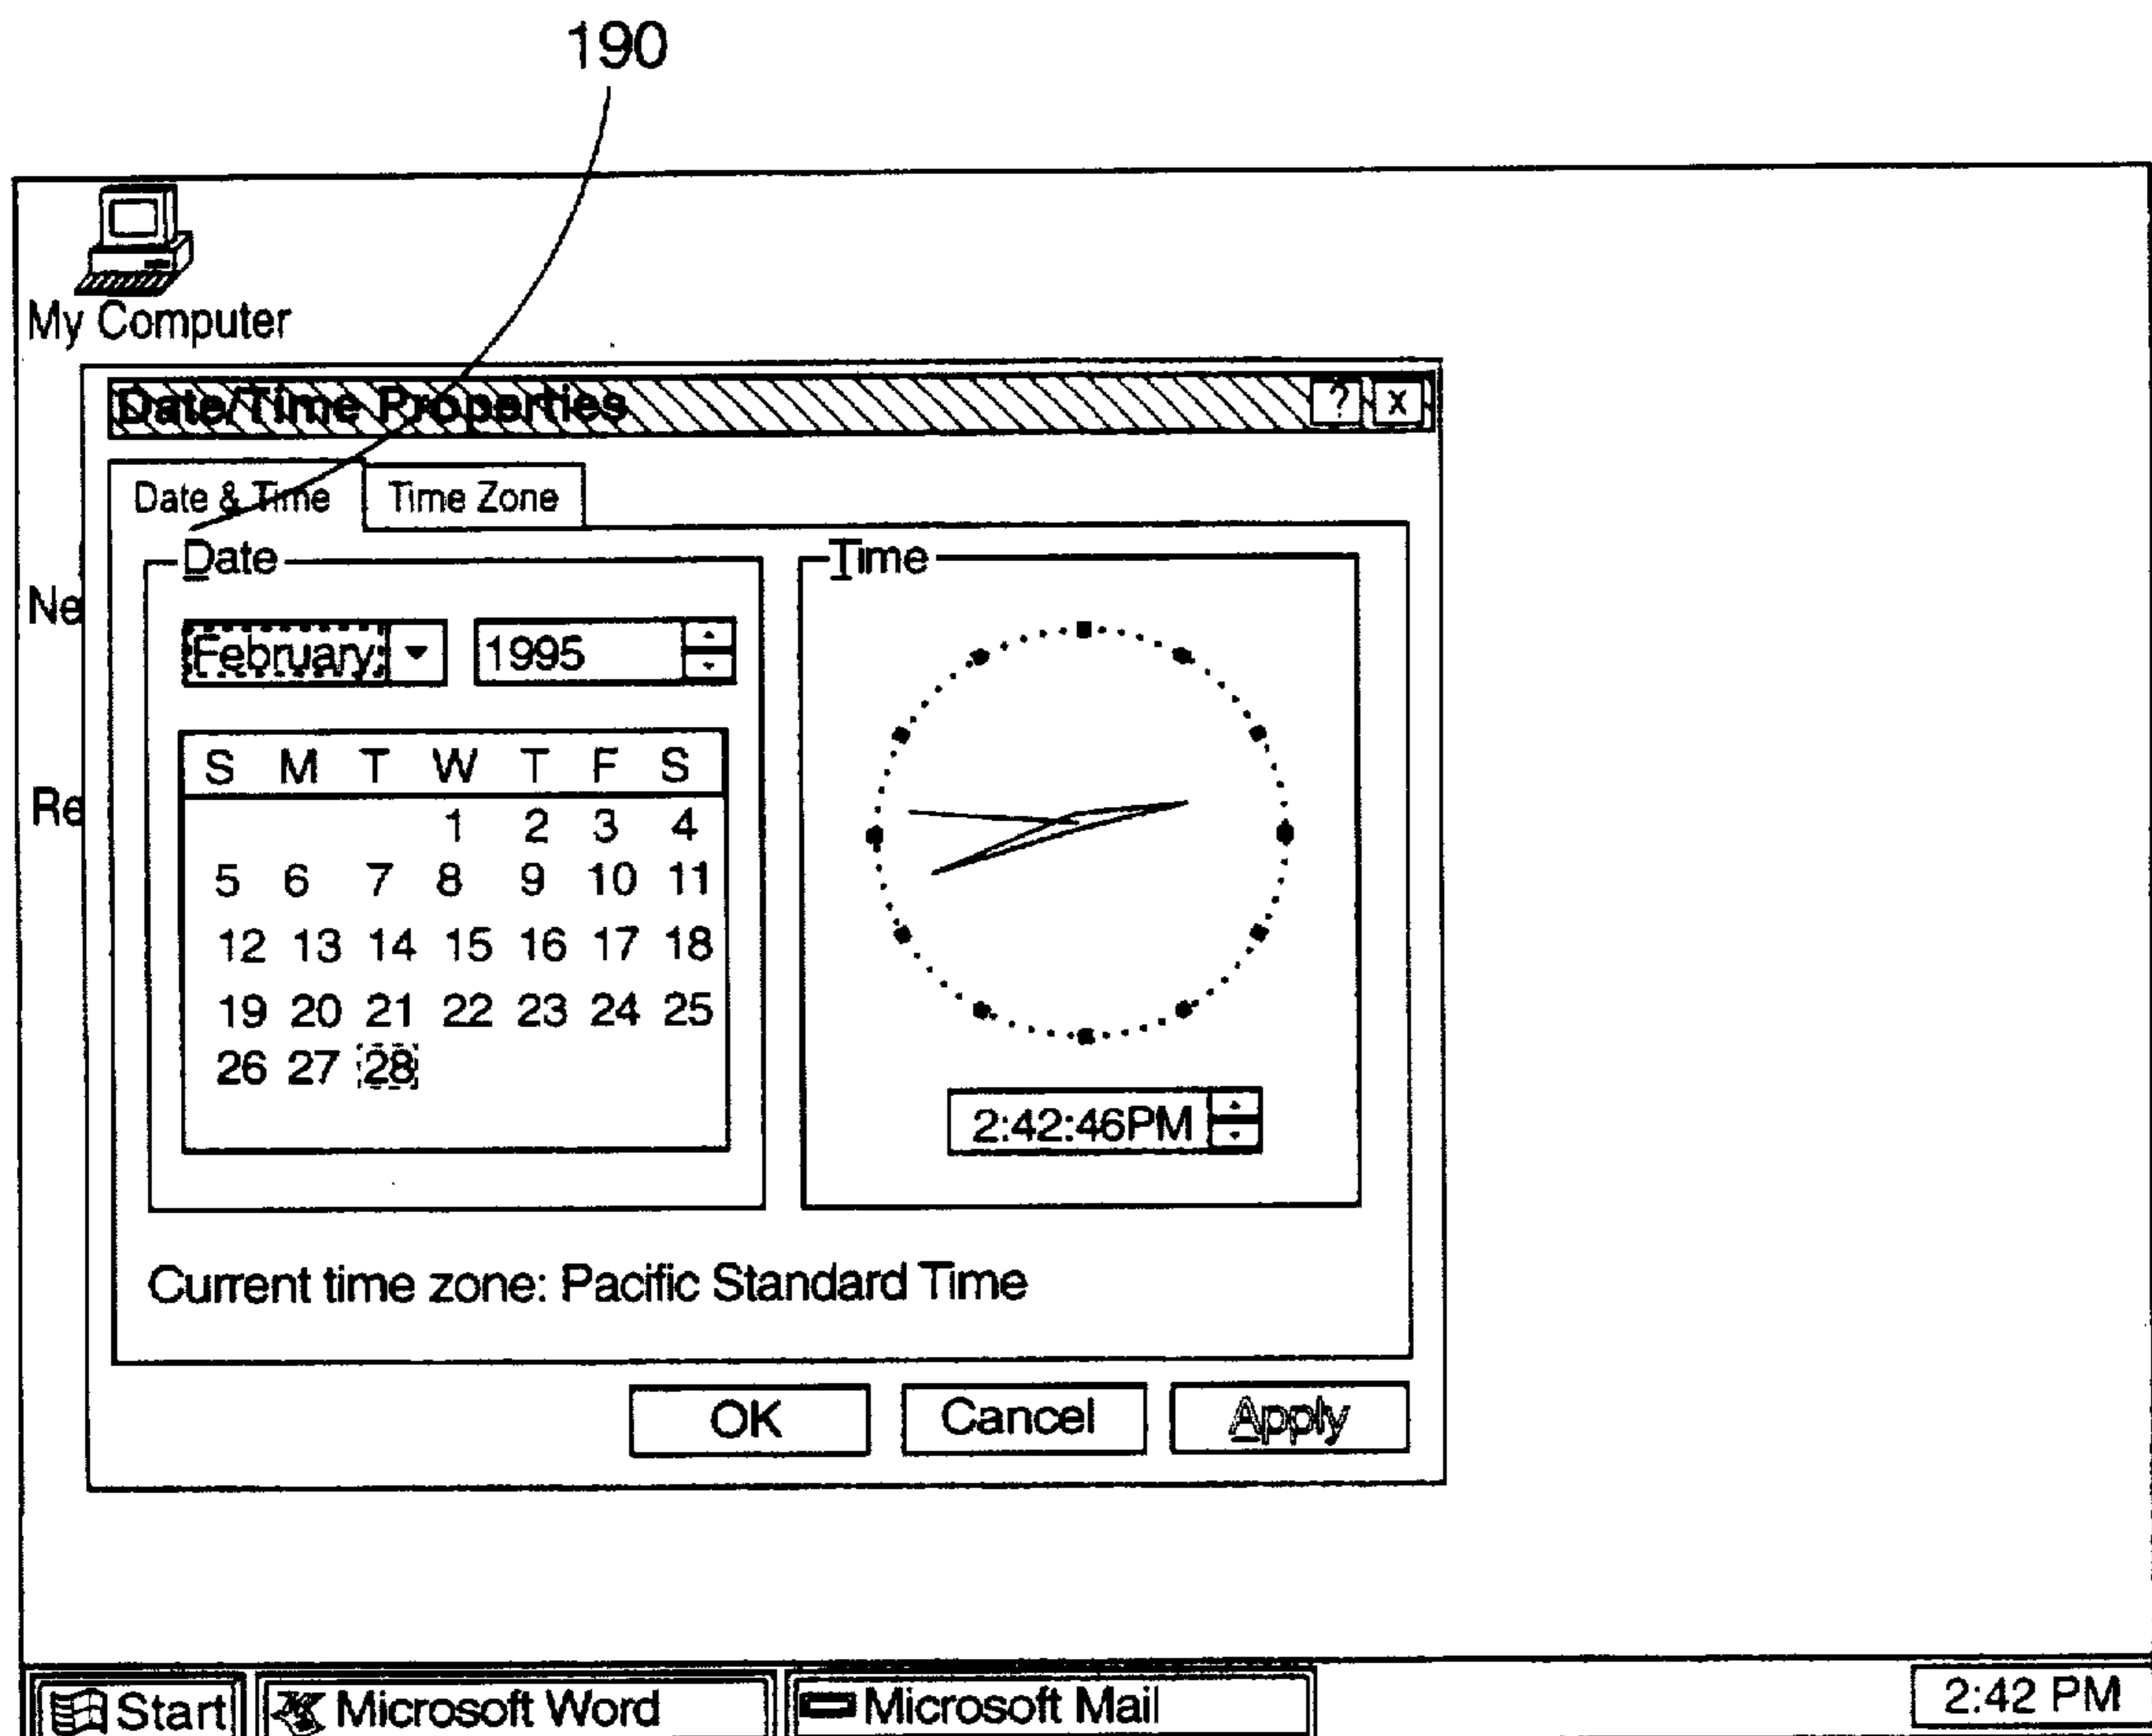 190
My Computer
Date/Time Properties ? x
Date & Time Time Zone
Date
Time
Ne
February 1995
S M T W T F S
Re
1 2 3 4
5 6 7 8 9 10 11
12 13 14 15 16 17 18
19 20 21 22 23 24 25
26 27 28
2:42:46PM
Current time zone: Pacific Standard Time
OK Cancel Apply
Start Microsoft Word Microsoft Mail 2:42 PM